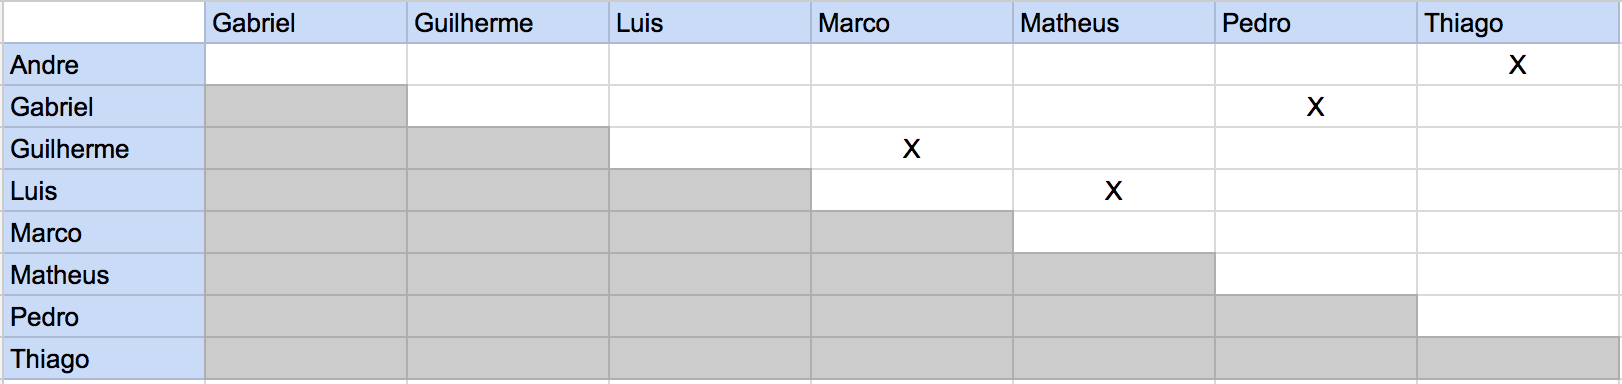 Gabriel Guilherme Luis Marco Matheus Pedro Thiago
Andre X
Gabriel X
Guilherme X
Luis X
Marco
Matheus
Pedro
Thiago